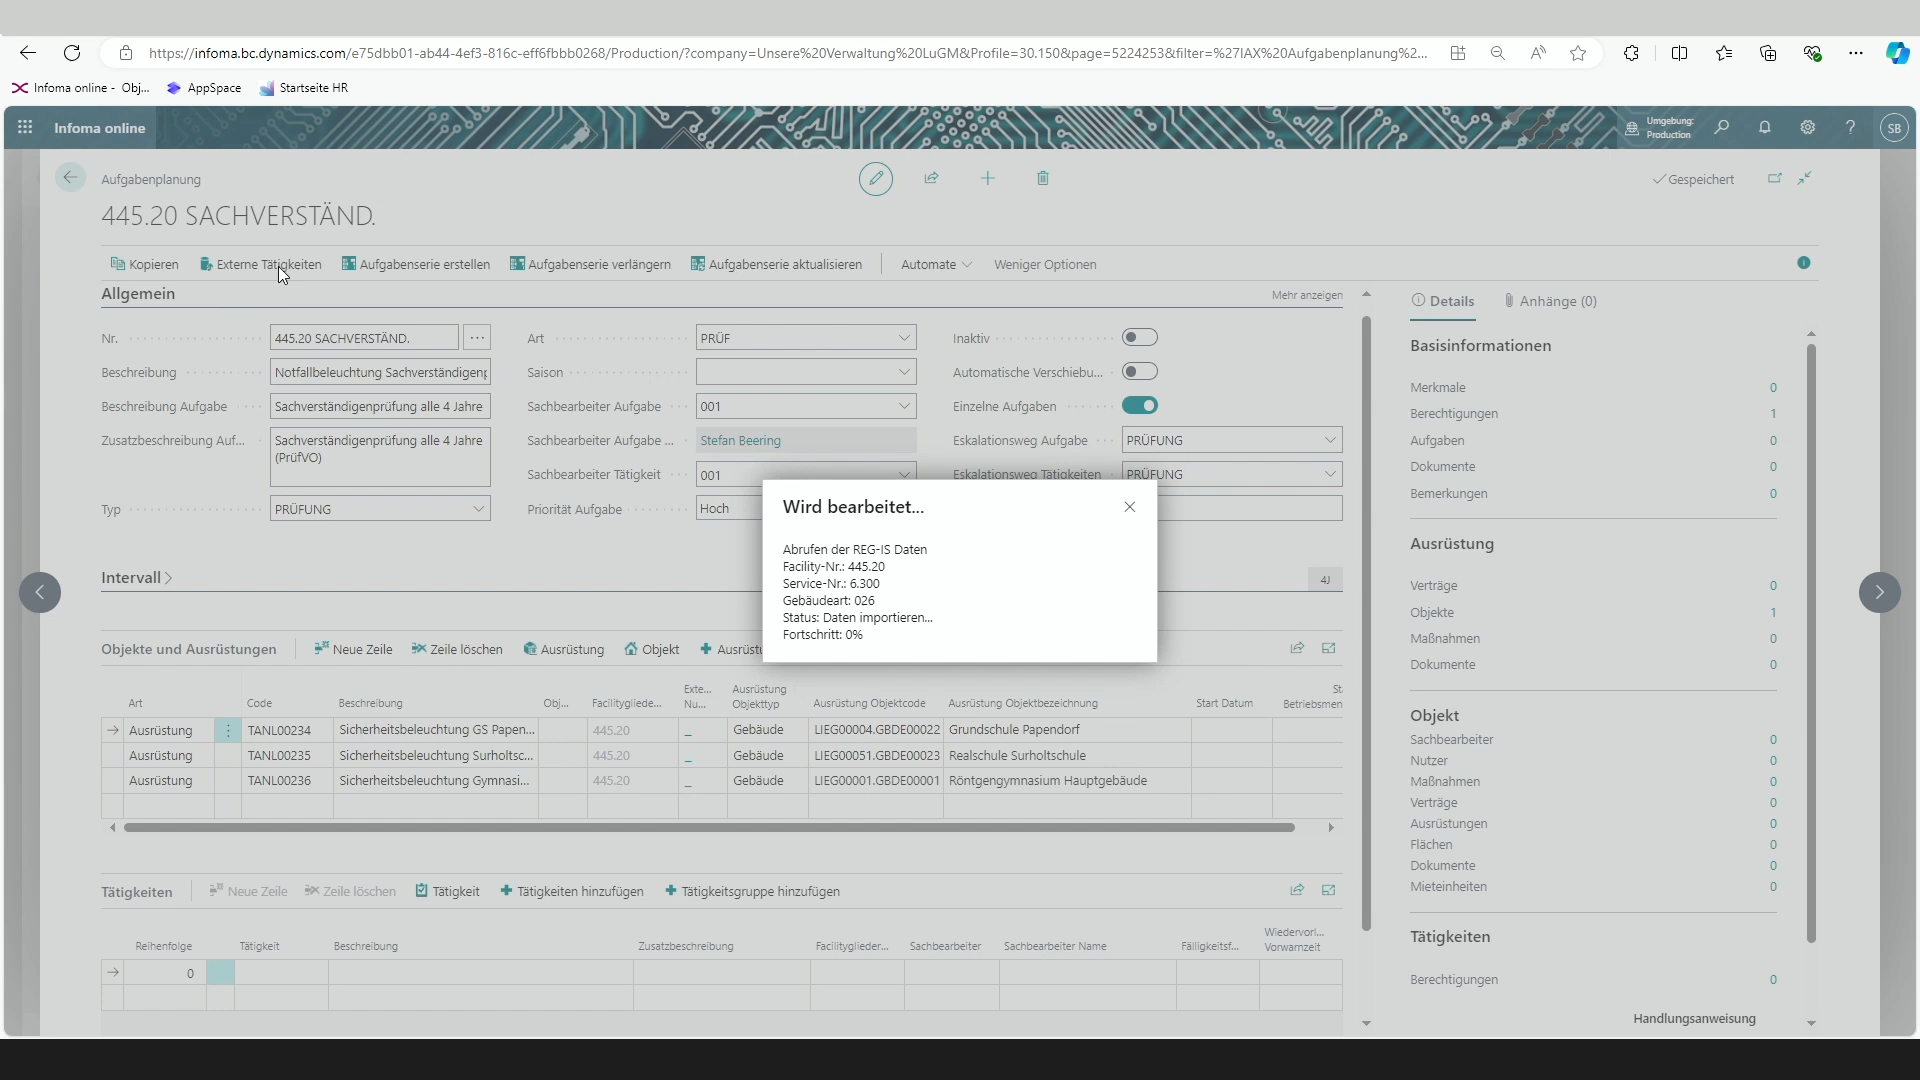 https://infoma.bc.dynamics.com/e75dbb01-ab44-4ef3-816c-eff6fbbb0268/Production/?company=Unsere%20Verwaltung%20LuGM&Profile=30.150&page=5224253&filter=%27IAX%20Aufgabenplanung%2...
Infoma online - Obj... AppSpace Startseite HR
Infoma online Umgebung: Production SB
Aufgabenplanung Gespeichert
445.20 SACHVERSTÄND.
Kopieren Externe Tätigkeiten Aufgabenserie erstellen Aufgabenserie verlängern Aufgabenserie aktualisieren Automate Weniger Optionen
Allgemein Mehr anzeigen
Nr. 445.20 SACHVERSTÄND. Art PRÜF Inaktiv
Beschreibung Notfallbeleuchtung Sachverständigenp Saison Automatische Verschiebu...
Beschreibung Aufgabe Sachverständigenprüfung alle 4 Jahre Sachbearbeiter Aufgabe 001 Einzelne Aufgaben
Zusatzbeschreibung Auf... Sachverständigenprüfung alle 4 Jahre Sachbearbeiter Aufgabe ... Stefan Beering Eskalationsweg Aufgabe PRÜFUNG
(PrüfVO)
Sachbearbeiter Tätigkeit 001 Eskalationsweg Tätigkeiten PRÜFUNG
Typ PRÜFUNG Priorität Aufgabe Hoch
Wird bearbeitet...
Abrufen der REG-IS Daten
Facility-Nr.: 445.20
Service-Nr.: 6.300
Gebäudeart: 026
Status: Daten importieren...
Fortschritt: 0%
Intervall 4J
Objekte und Ausrüstungen Neue Zeile Zeile löschen Ausrüstung Objekt Ausrüst
Art Code Beschreibung Obj... Facilitygliede... Exte... Nu... Ausrüstung Objekttyp Ausrüstung Objektcode Ausrüstung Objektbezeichnung Start Datum St Betriebsmen
Ausrüstung TANL00234 Sicherheitsbeleuchtung GS Papen... 445.20 _ Gebäude LIEG00004.GBDE00022 Grundschule Papendorf
Ausrüstung TANL00235 Sicherheitsbeleuchtung Surholtsc... 445.20 _ Gebäude LIEG00051.GBDE00023 Realschule Surholtschule
Ausrüstung TANL00236 Sicherheitsbeleuchtung Gymnasi... 445.20 _ Gebäude LIEG00001.GBDE00001 Röntgengymnasium Hauptgebäude
Tätigkeiten Neue Zeile Zeile löschen Tätigkeit Tätigkeiten hinzufügen Tätigkeitsgruppe hinzufügen
Reihenfolge Tätigkeit Beschreibung Zusatzbeschreibung Facilityglieder... Sachbearbeiter Sachbearbeiter Name Fälligkeitsf... Wiedervorl... Vorwarnzeit
0
Details Anhänge (0)
Basisinformationen
Merkmale 0
Berechtigungen 1
Aufgaben 0
Dokumente 0
Bemerkungen 0
Ausrüstung
Verträge 0
Objekte 1
Maßnahmen 0
Dokumente 0
Objekt
Sachbearbeiter 0
Nutzer 0
Maßnahmen 0
Verträge 0
Ausrüstungen 0
Flächen 0
Dokumente 0
Mieteinheiten 0
Tätigkeiten
Berechtigungen 0
Handlungsanweisung